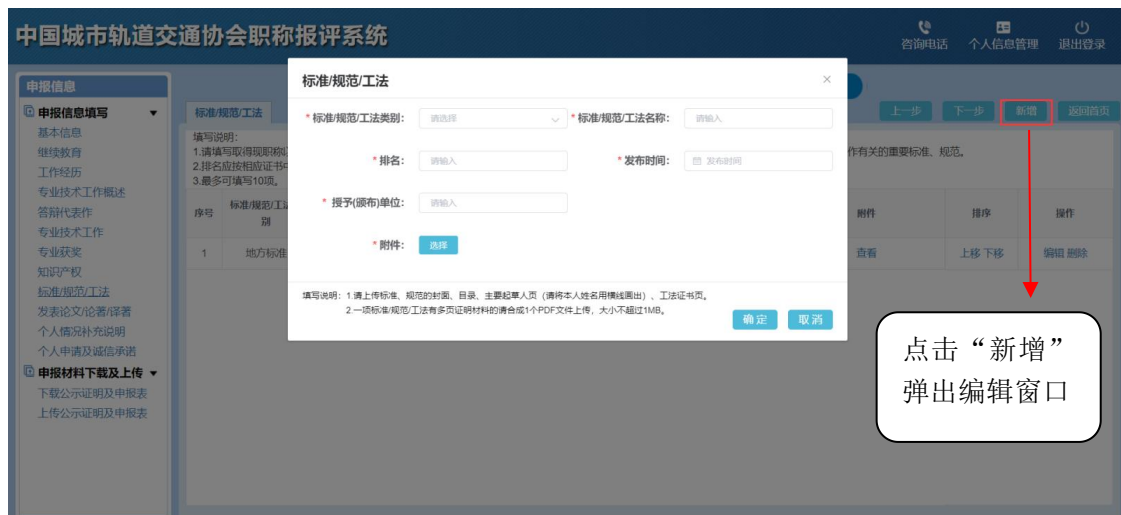 中国城市轨道交通协会职称报评系统
咨询电话 个人信息管理 退出登录
申报信息
申报信息填写
基本信息
继续教育
工作经历
专业技术工作概述
答辩代表作
专业技术工作
专业获奖
知识产权
标准/规范/工法
发表论文/论著/译著
个人情况补充说明
个人申请及诚信承诺
申报材料下载及上传
下载公示证明及申报表
上传公示证明及申报表
标准/规范/工法
上一步 下一步 新增 返回首页
填写说明:
1.请填写取得现职称 作有关的重要标准、规范。
2.排名应按相应证书中
3.最多可填写10项。
序号 标准/规范/工法 别 附件 排序 操作
1 地方标准 查看 上移 下移 编辑 删除
标准/规范/工法 ×
* 标准/规范/工法类别: 请选择 * 标准/规范/工法名称: 请输入
* 排名: 请输入 * 发布时间: 发布时间
* 授予(颁布)单位: 请输入
* 附件: 选择
填写说明: 1.请上传标准、规范的封面、目录、主要起草人页（请将本人姓名用横线画出）、工法证书页。
2.一项标准/规范/工法有多页证明材料的请合成1个PDF文件上传，大小不超过1MB。
确定 取消
点击“新增”
弹出编辑窗口